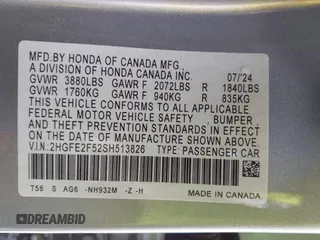 MFD.BY HONDA OF CANADA MFG.,
A DIVISION OF HONDA CANADA INC. 07/'24
GVWR 3880LBS GAWR F 2072LBS R 1840LBS
GVWR 1760KG GAWR F 940KG R 835KG
THIS VEHICLE CONFORMS TO ALL APPLICABLE
FEDERAL MOTOR VEHICLE SAFETY, BUMPER,
AND THEFT PREVENTION STANDARDS IN EFFECT
ON THE DATE OF MANUFACTURE SHOWN ABOVE.
V.I.N.:2HGFE2F52SH513826 TYPE:PASSENGER CAR
T56 S AG6 -NH932M -Z -H
MADE IN CANADA
DREAMBID